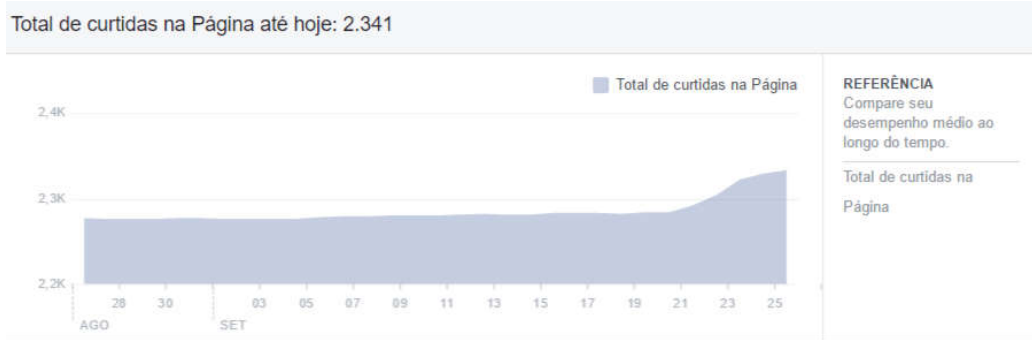 Total de curtidas na Página até hoje: 2.341
Total de curtidas na Página
2,4K
2,3K
2,2K
28 30 03 05 07 09 11 13 15 17 19 21 23 25
AGO SET
REFERÊNCIA
Compare seu
desempenho médio ao
longo do tempo.
Total de curtidas na
Página